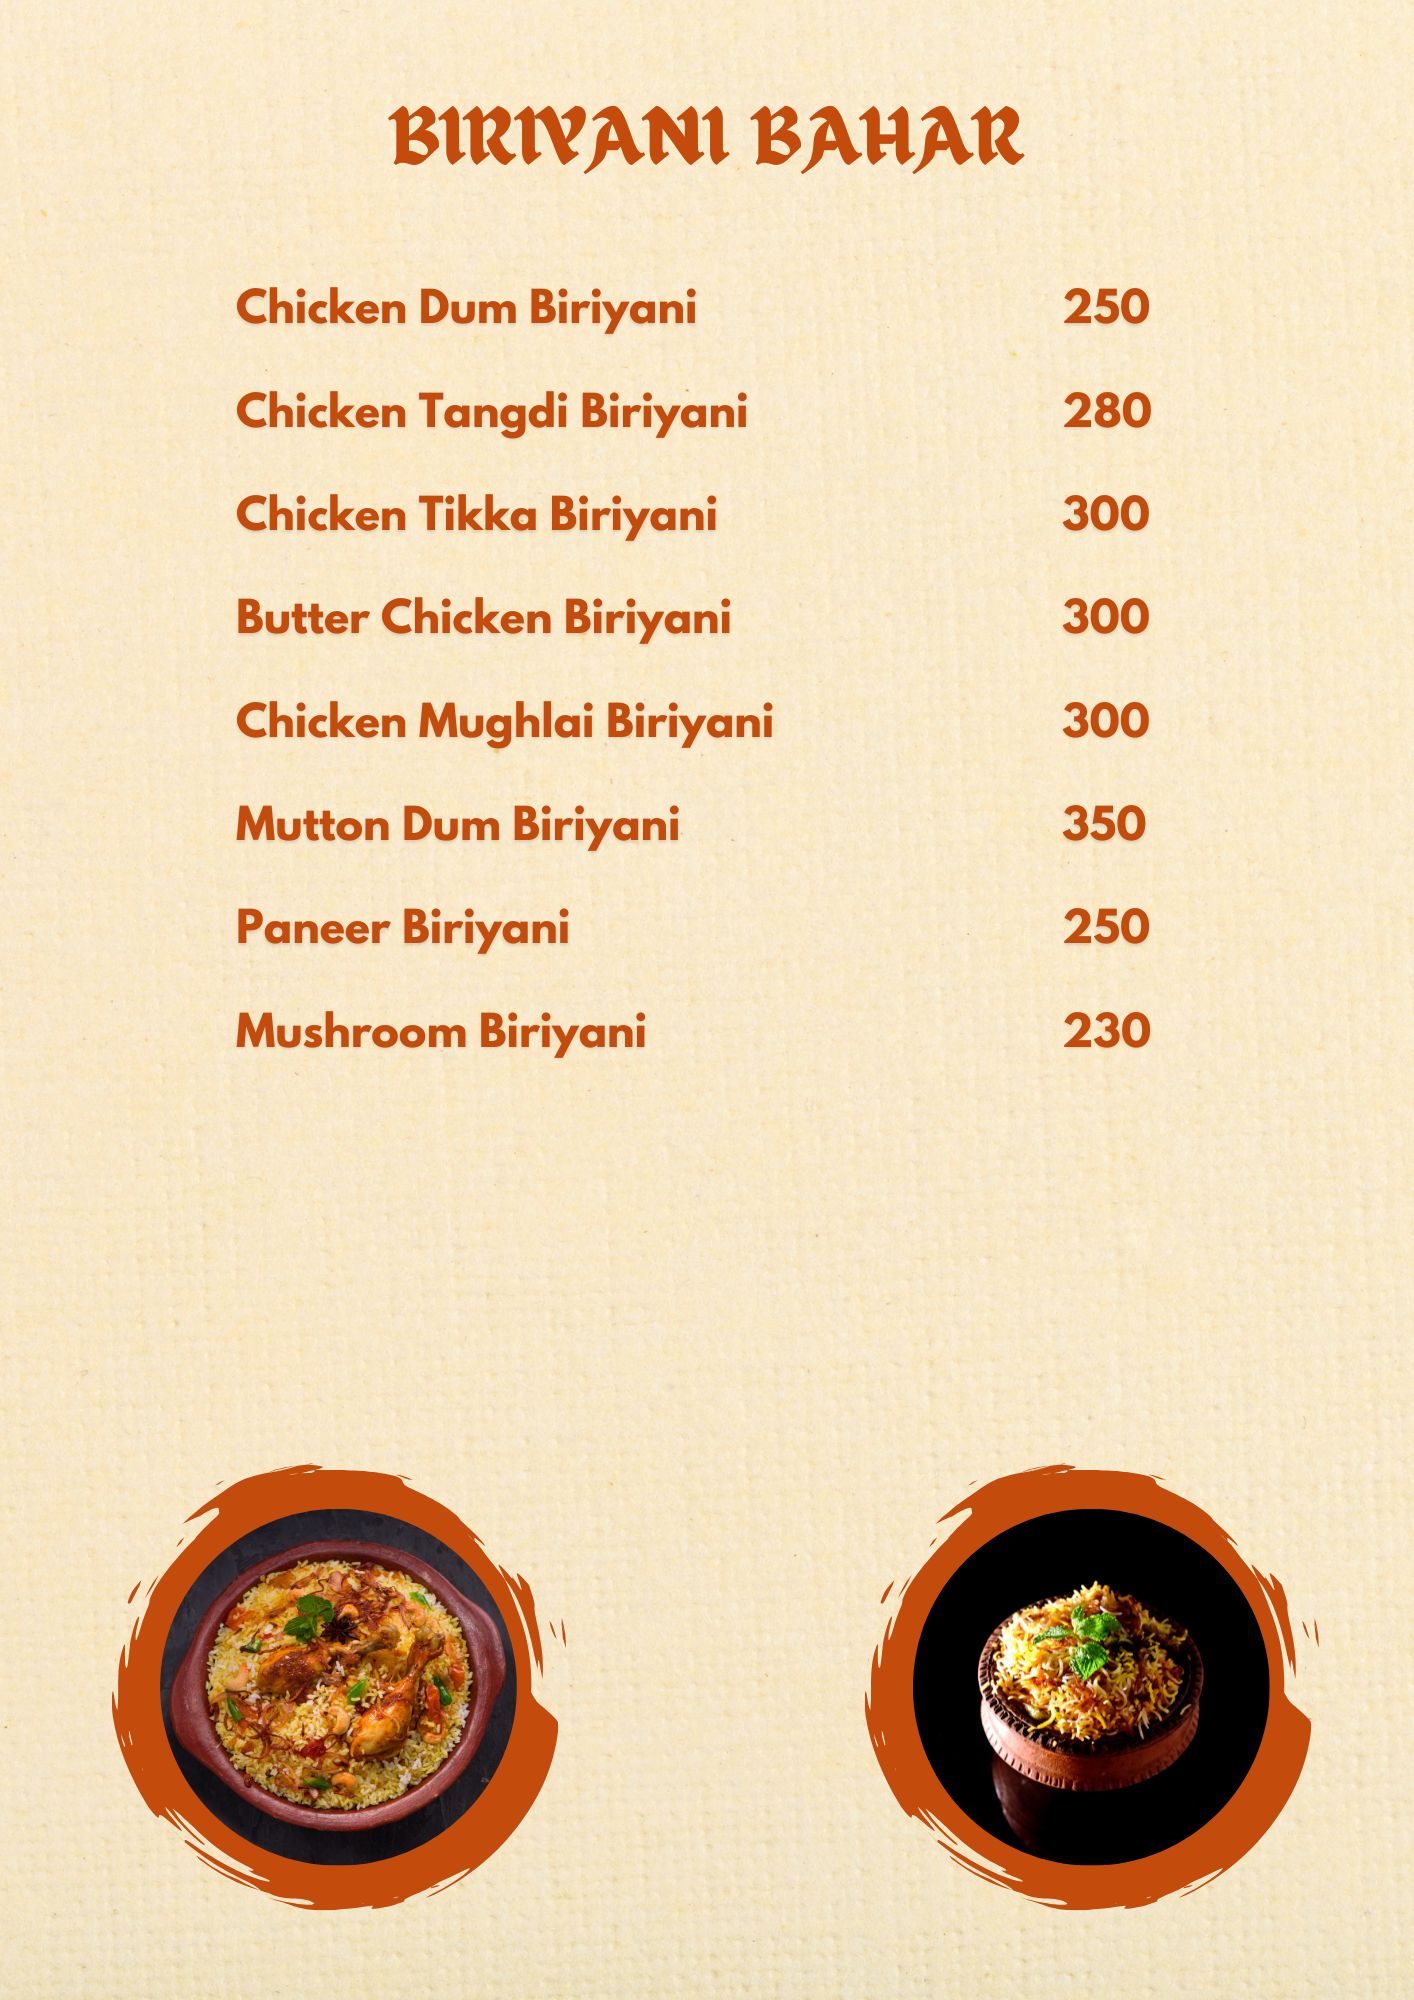 BIRIYANI BAHAR
Chicken Dum Biriyani 250
Chicken Tangdi Biriyani 280
Chicken Tikka Biriyani 300
Butter Chicken Biriyani 300
Chicken Mughlai Biriyani 300
Mutton Dum Biriyani 350
Paneer Biriyani 250
Mushroom Biriyani 230